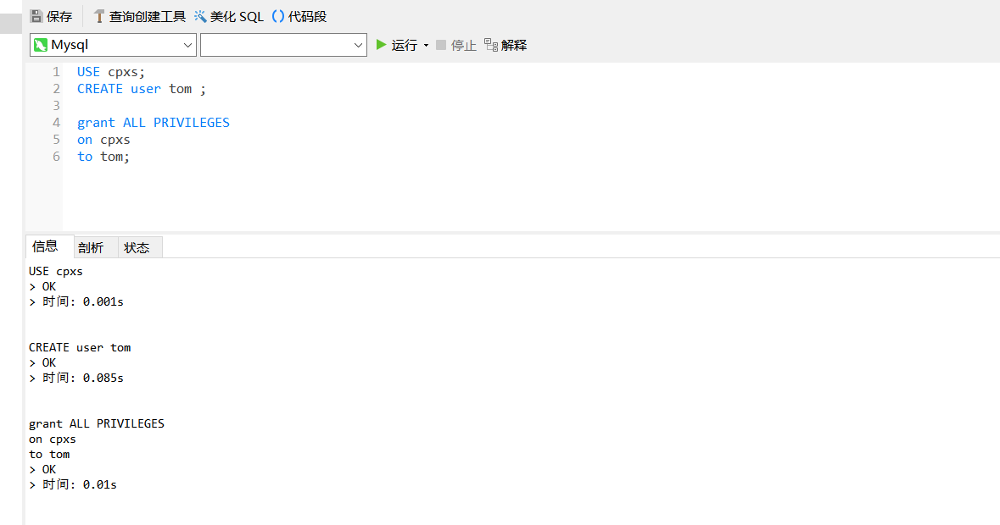 保存 查询创建工具 美化 SQL () 代码段
Mysql 运行 停止 解释
1 USE cpxs;
2 CREATE user tom ;
3
4 grant ALL PRIVILEGES
5 on cpxs
6 to tom;
信息 剖析 状态
USE cpxs
> OK
> 时间: 0.001s
CREATE user tom
> OK
> 时间: 0.085s
grant ALL PRIVILEGES
on cpxs
to tom
> OK
> 时间: 0.01s